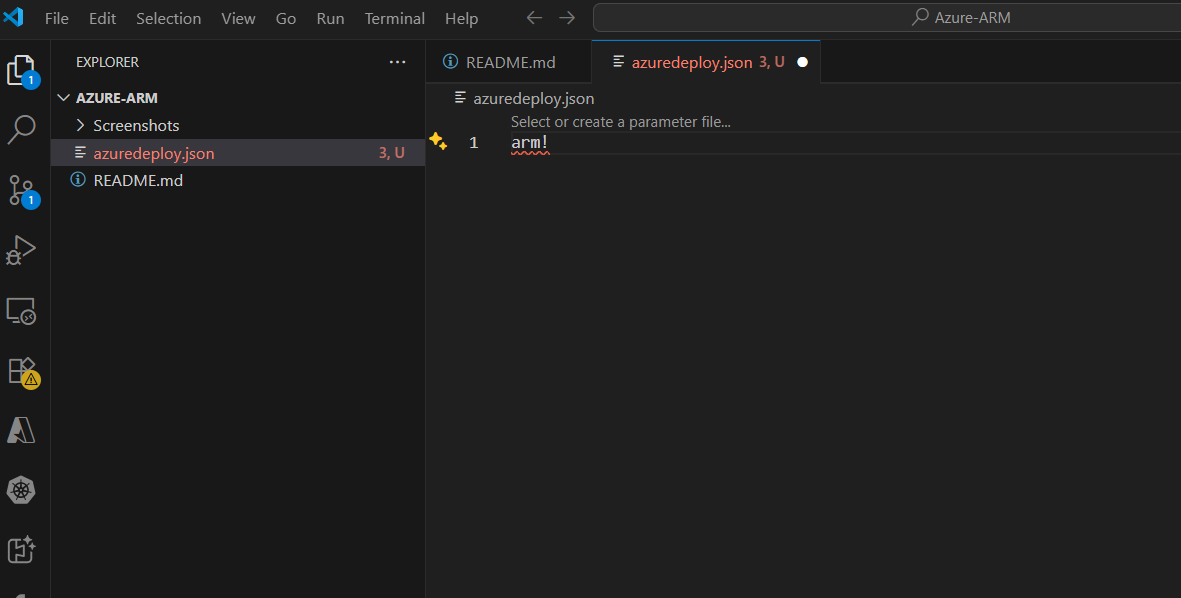 File Edit Selection View Go Run Terminal Help Azure-ARM
EXPLORER
AZURE-ARM
Screenshots
azuredeploy.json 3, U
README.md
1
1
README.md azuredeploy.json 3, U
azuredeploy.json
Select or create a parameter file...
1 arm!